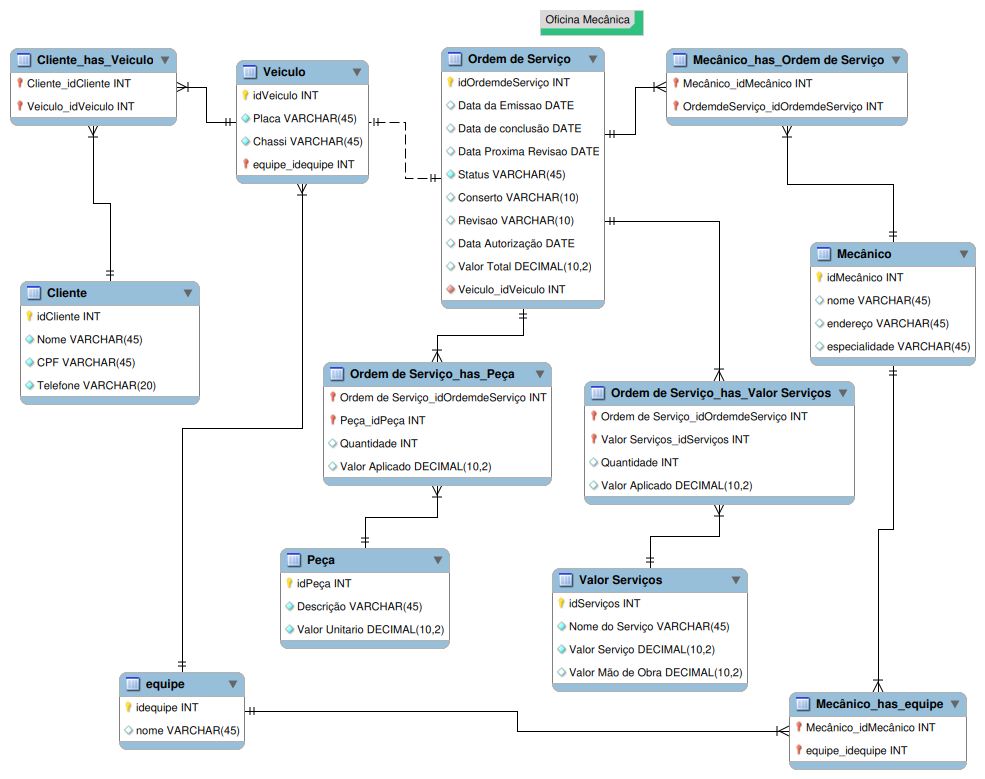 Oficina Mecânica
Cliente_has_Veiculo
Cliente_idCliente INT
Veiculo_idVeiculo INT
Veiculo
idVeiculo INT
Placa VARCHAR(45)
Chassi VARCHAR(45)
equipe_idequipe INT
Ordem de Serviço
idOrdemdeServiço INT
Data da Emissao DATE
Data de conclusão DATE
Data Proxima Revisao DATE
Status VARCHAR(45)
Conserto VARCHAR(10)
Revisao VARCHAR(10)
Data Autorização DATE
Valor Total DECIMAL(10,2)
Veiculo_idVeiculo INT
Mecânico_has_Ordem de Serviço
Mecânico_idMecânico INT
OrdemdeServiço_idOrdemdeServiço INT
Cliente
idCliente INT
Nome VARCHAR(45)
CPF VARCHAR(45)
Telefone VARCHAR(20)
Mecânico
idMecânico INT
nome VARCHAR(45)
endereço VARCHAR(45)
especialidade VARCHAR(45)
Ordem de Serviço_has_Peça
Ordem de Serviço_idOrdemdeServiço INT
Peça_idPeça INT
Quantidade INT
Valor Aplicado DECIMAL(10,2)
Ordem de Serviço_has_Valor Serviços
Ordem de Serviço_idOrdemdeServiço INT
Valor Serviços_idServiços INT
Quantidade INT
Valor Aplicado DECIMAL(10,2)
Peça
idPeça INT
Descrição VARCHAR(45)
Valor Unitario DECIMAL(10,2)
Valor Serviços
idServiços INT
Nome do Serviço VARCHAR(45)
Valor Serviço DECIMAL(10,2)
Valor Mão de Obra DECIMAL(10,2)
equipe
idequipe INT
nome VARCHAR(45)
Mecânico_has_equipe
Mecânico_idMecânico INT
equipe_idequipe INT